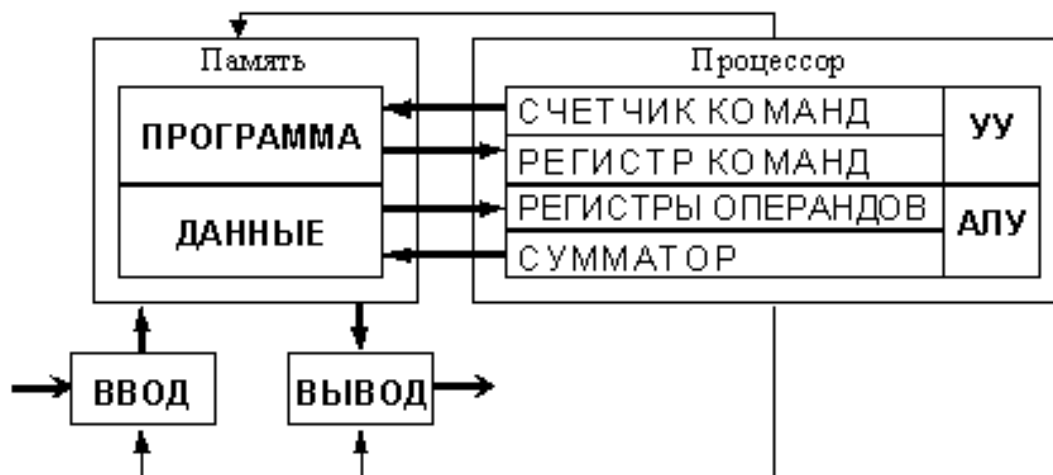 Память
ПРОГРАММА
ДАННЫЕ
Процессор
СЧЕТЧИК КОМАНД
РЕГИСТР КОМАНД
УУ
РЕГИСТРЫ ОПЕРАНДОВ
СУММАТОР
АЛУ
ВВОД
ВЫВОД